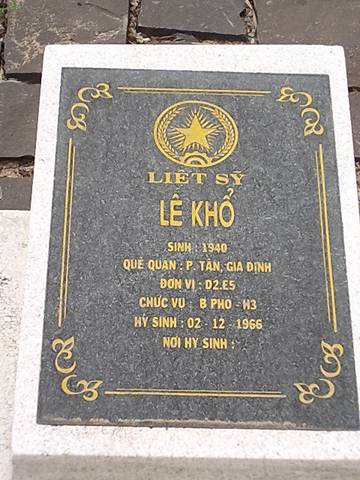 LIỆT SỸ
LÊ KHỔ
SINH : 1940
QUÊ QUÁN : P. TÂN, GIA ĐỊNH
ĐƠN VỊ : D2.E5
CHỨC VỤ : B PHÓ - H3
HY SINH : 02 - 12 - 1966
NƠI HY SINH :